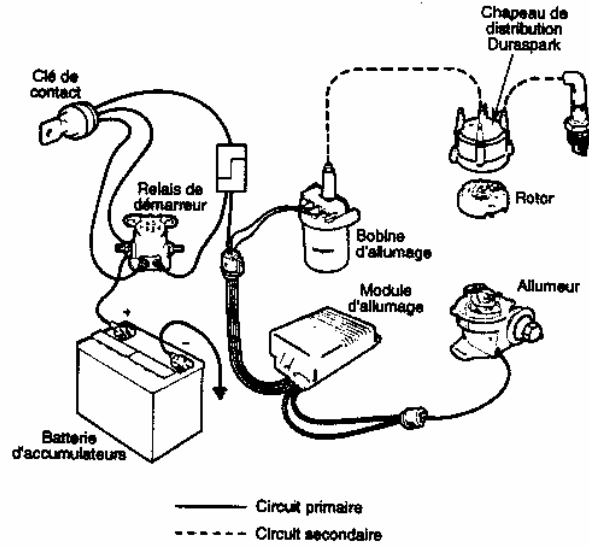 Chapeau de
distribution
Duraspark
Clé de
contact
Relais de
démarreur
Rotor
Bobine
d'allumage
Module
d'allumage
Allumeur
+
−
Batterie
d'accumulateurs
Circuit primaire
Circuit secondaire